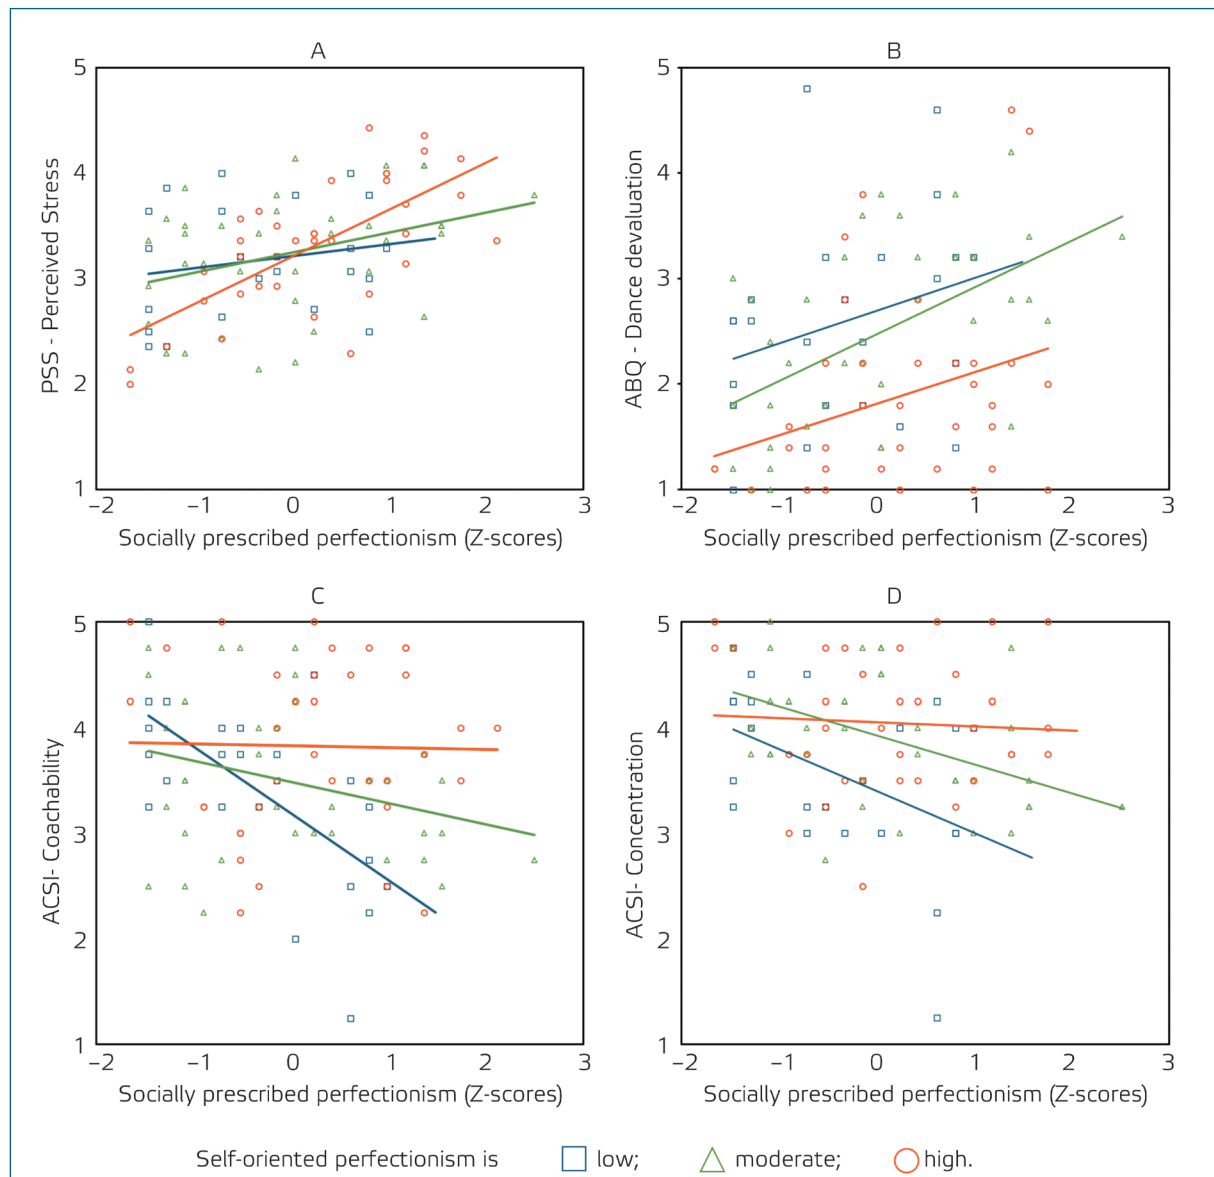 A
5
4
3
2
1
PSS - Perceived Stress
−2 −1 0 1 2 3
Socially prescribed perfectionism (Z-scores)
B
5
4
3
2
1
ABQ - Dance devaluation
−2 −1 0 1 2 3
Socially prescribed perfectionism (Z-scores)
C
5
4
3
2
1
ACSI- Coachability
−2 −1 0 1 2 3
Socially prescribed perfectionism (Z-scores)
D
5
4
3
2
1
ACSI- Concentration
−2 −1 0 1 2 3
Socially prescribed perfectionism (Z-scores)
Self-oriented perfectionism is low; moderate; high.